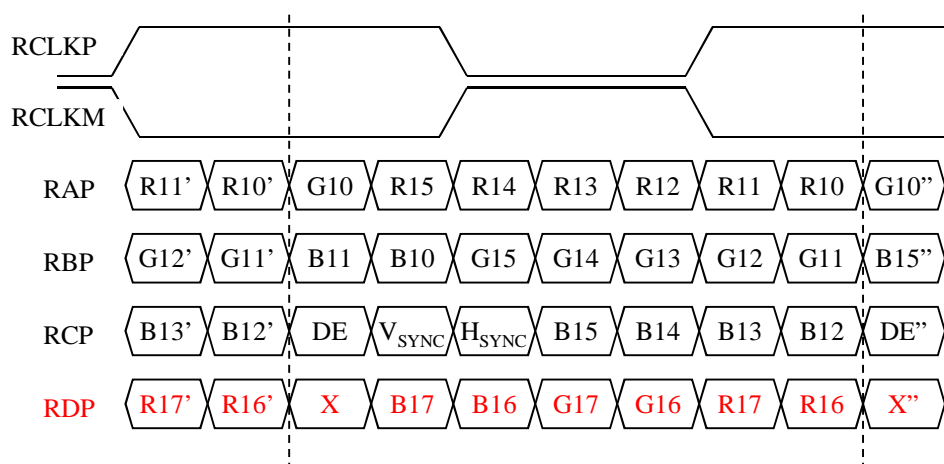 RCLKP
RCLKM
RAP R11’ R10’ G10 R15 R14 R13 R12 R11 R10 G10”
RBP G12’ G11’ B11 B10 G15 G14 G13 G12 G11 B15”
RCP B13’ B12’ DE VSYNC HSYNC B15 B14 B13 B12 DE”
RDP R17’ R16’ X B17 B16 G17 G16 R17 R16 X”